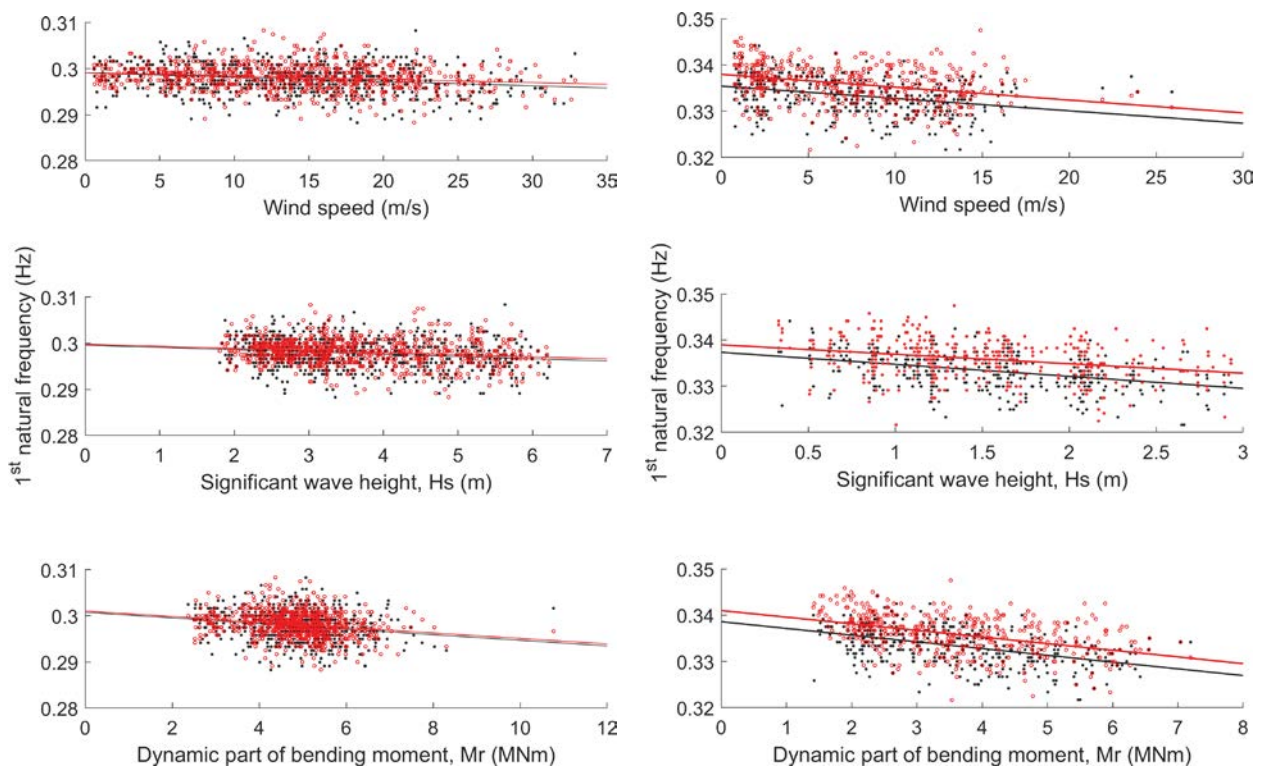 0.31
0.3
0.29
0.28
0 5 10 15 20 25 30 35
Wind speed (m/s)
0.35
0.34
0.33
0.32
0 5 10 15 20 25 30
Wind speed (m/s)
1st natural frequency (Hz)
0.31
0.3
0.29
0.28
0 1 2 3 4 5 6 7
Significant wave height, Hs (m)
1st natural frequency (Hz)
0.35
0.34
0.33
0.32
0 0.5 1 1.5 2 2.5 3
Significant wave height, Hs (m)
0.31
0.3
0.29
0.28
0 2 4 6 8 10 12
Dynamic part of bending moment, Mr (MNm)
0.35
0.34
0.33
0.32
0 1 2 3 4 5 6 7 8
Dynamic part of bending moment, Mr (MNm)